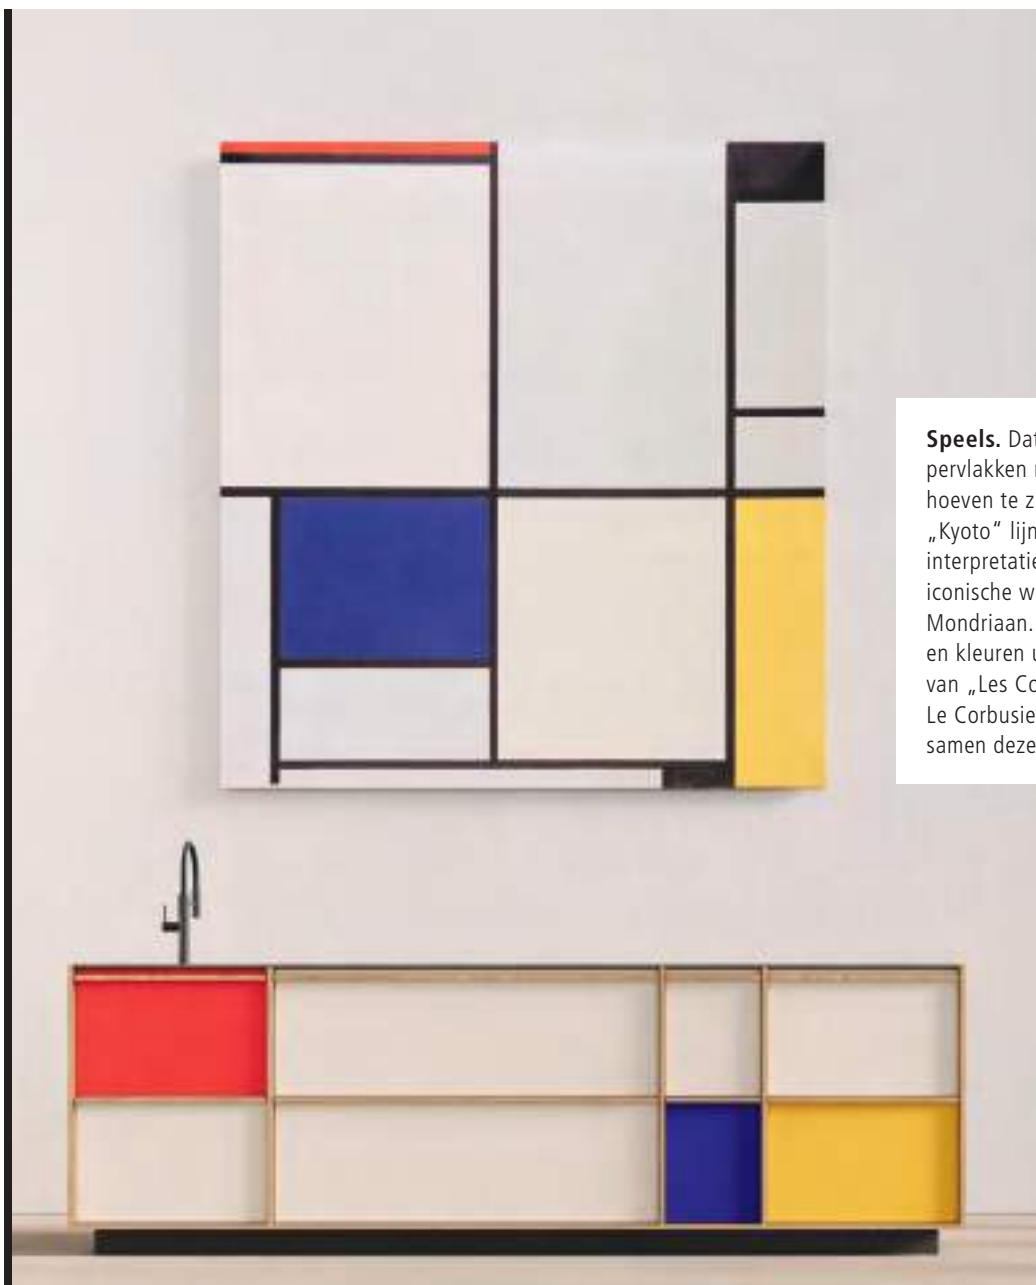 Speels. Dat
pervlakken
hoeven te z
„Kyoto“ lijn
interpretatie
iconische w
Mondriaan.
en kleuren u
van „Les Co
Le Corbusie
samen deze